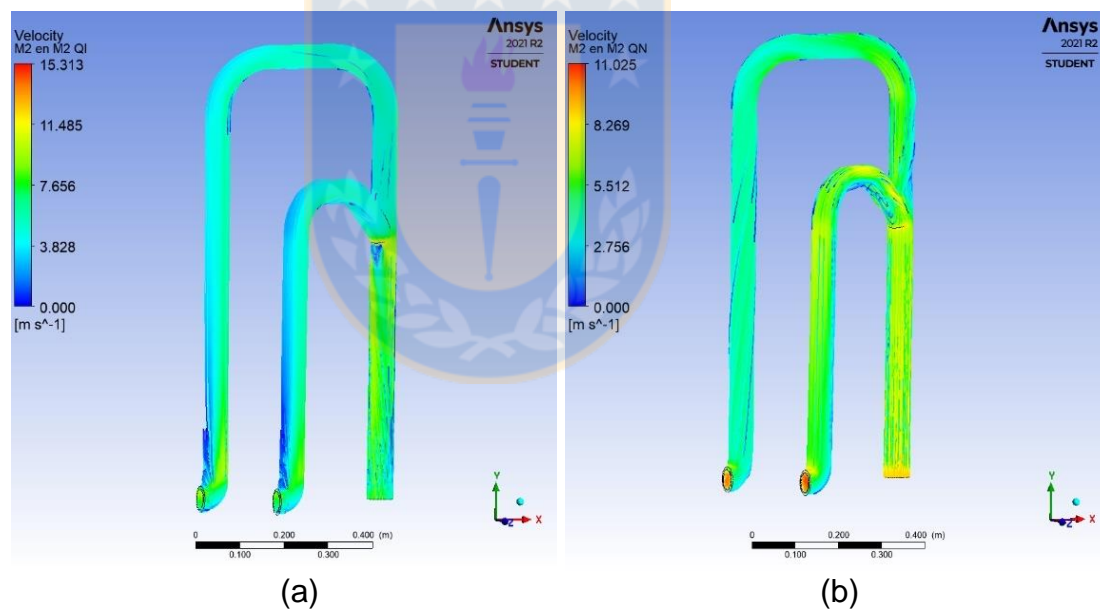 Velocity
M2 en M2 QI
15.313
11.485
7.656
3.828
0.000
[m s^-1]
Ansys
2021 R2
STUDENT
Y
X
Z
0
0.200
0.400 (m)
0.100
0.300
(a)
Velocity
M2 en M2 QN
11.025
8.269
5.512
2.756
0.000
[m s^-1]
Ansys
2021 R2
STUDENT
Y
X
Z
0
0.200
0.400 (m)
0.100
0.300
(b)